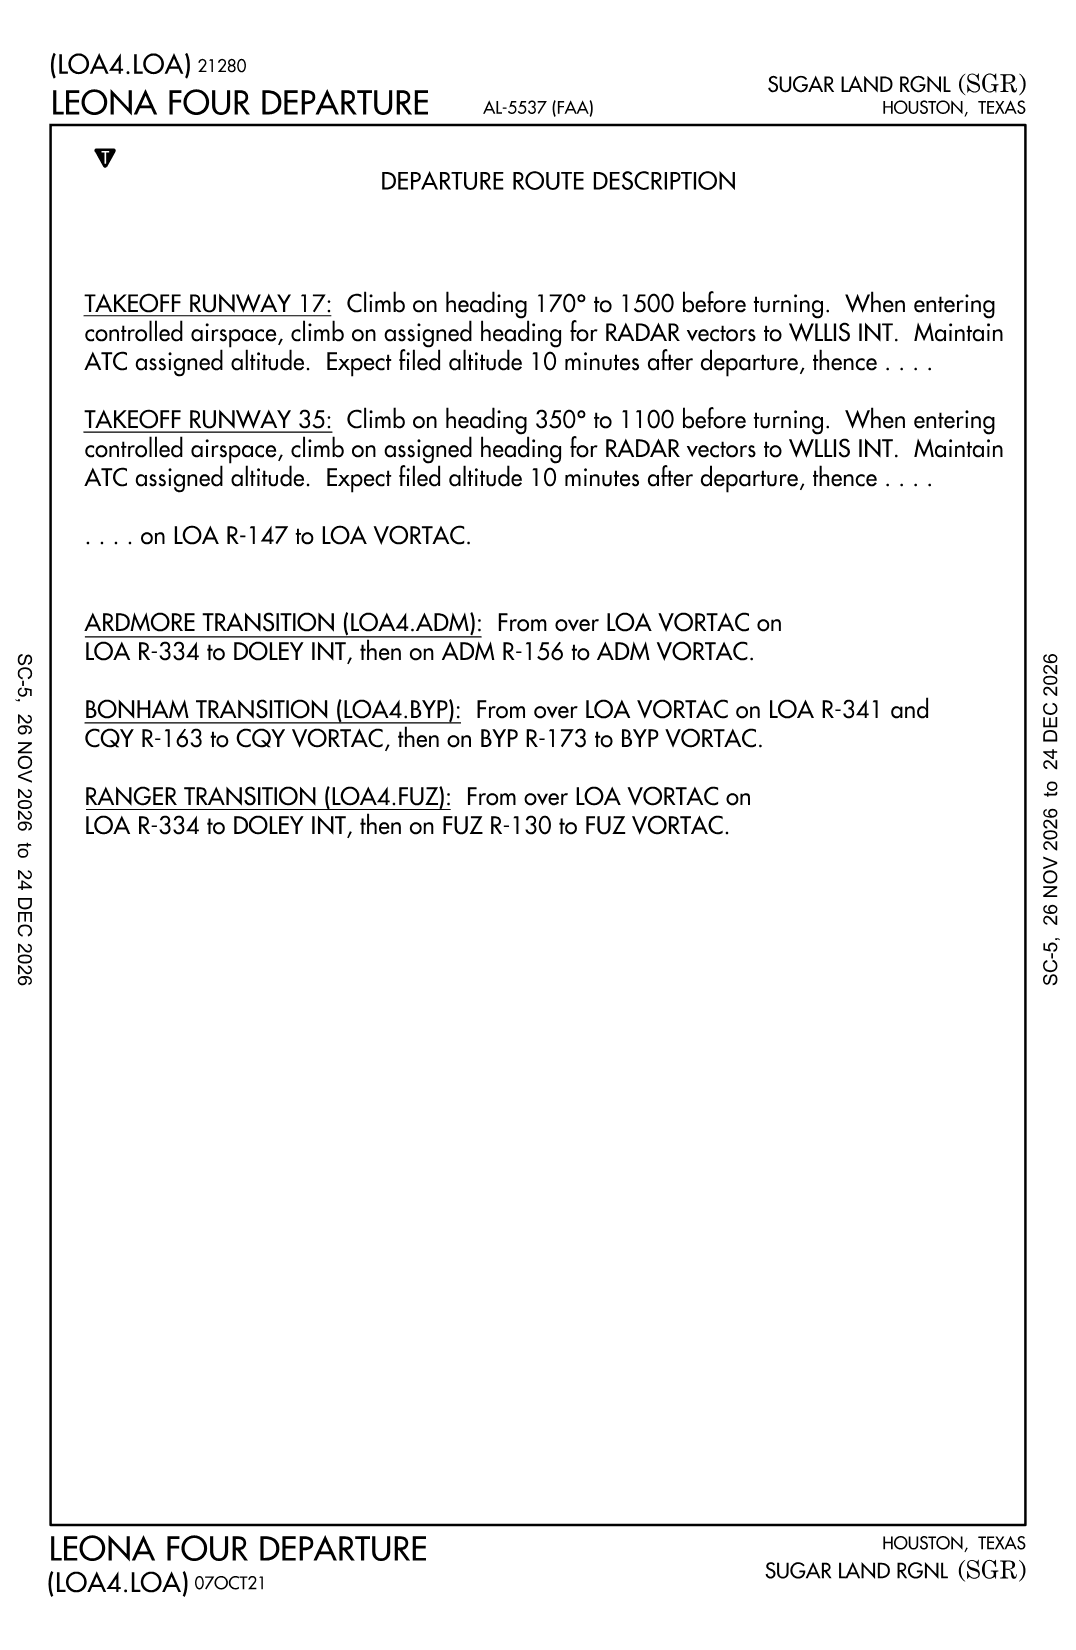 (LOA4.LOA) 21280
LEONA FOUR DEPARTURE
AL-5537 (FAA)
SUGAR LAND RGNL (SGR)
HOUSTON, TEXAS
T
DEPARTURE ROUTE DESCRIPTION
TAKEOFF RUNWAY 17: Climb on heading 170° to 1500 before turning. When entering
controlled airspace, climb on assigned heading for RADAR vectors to WLLIS INT. Maintain
ATC assigned altitude. Expect filed altitude 10 minutes after departure, thence . . . .
TAKEOFF RUNWAY 35: Climb on heading 350° to 1100 before turning. When entering
controlled airspace, climb on assigned heading for RADAR vectors to WLLIS INT. Maintain
ATC assigned altitude. Expect filed altitude 10 minutes after departure, thence . . . .
. . . . on LOA R-147 to LOA VORTAC.
ARDMORE TRANSITION (LOA4.ADM): From over LOA VORTAC on
LOA R-334 to DOLEY INT, then on ADM R-156 to ADM VORTAC.
BONHAM TRANSITION (LOA4.BYP): From over LOA VORTAC on LOA R-341 and
CQY R-163 to CQY VORTAC, then on BYP R-173 to BYP VORTAC.
RANGER TRANSITION (LOA4.FUZ): From over LOA VORTAC on
LOA R-334 to DOLEY INT, then on FUZ R-130 to FUZ VORTAC.
SC-5, 26 NOV 2026 to 24 DEC 2026
SC-5, 26 NOV 2026 to 24 DEC 2026
LEONA FOUR DEPARTURE
(LOA4.LOA) 07OCT21
HOUSTON, TEXAS
SUGAR LAND RGNL (SGR)